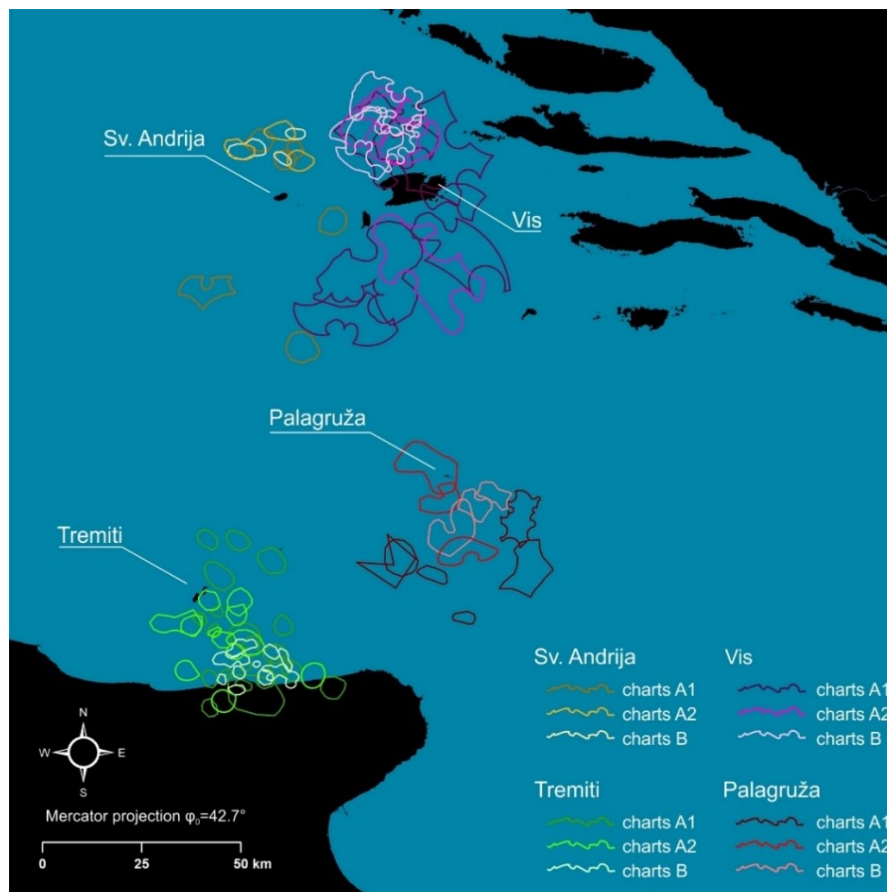 Sv. Andrija
Vis
Palagruža
Tremiti
Sv. Andrija
charts A1
charts A2
charts B
Vis
charts A1
charts A2
charts B
Tremiti
charts A1
charts A2
charts B
Palagruža
charts A1
charts A2
charts B
N
W E
S
Mercator projection φ₀=42.7°
0 25 50 km